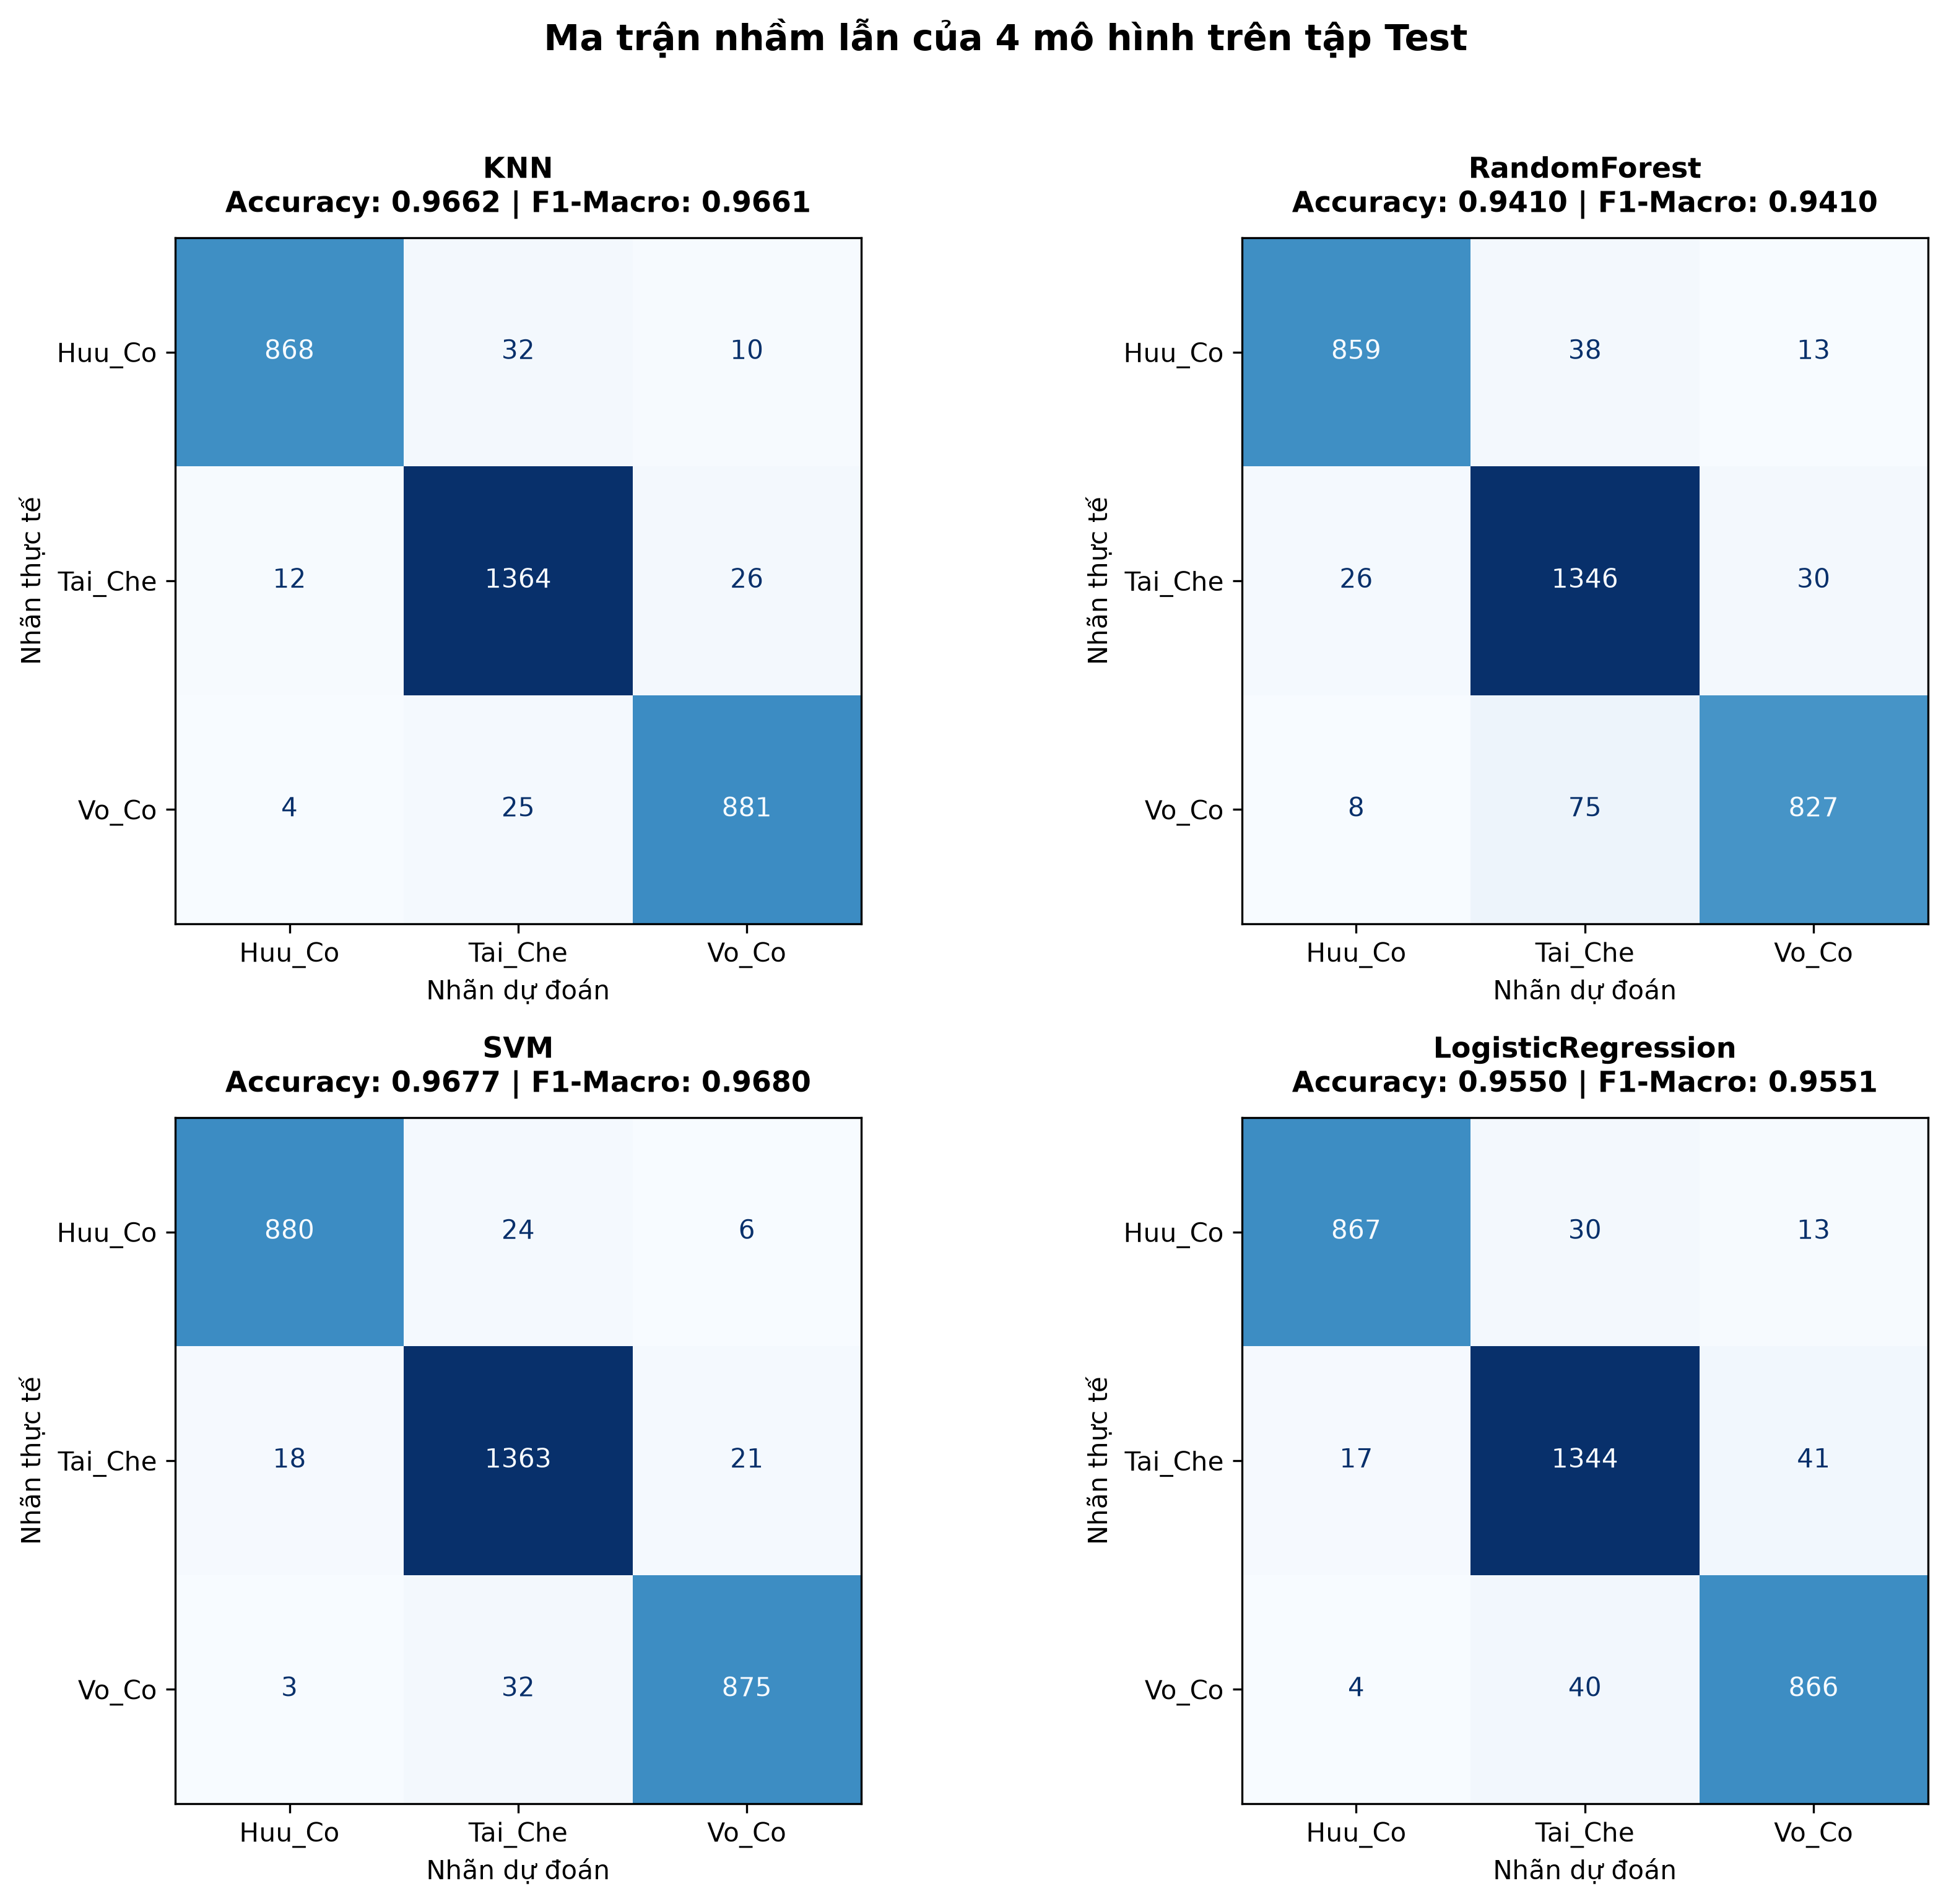 Ma trận nhầm lẫn của 4 mô hình trên tập Test
KNN
Accuracy: 0.9662 | F1-Macro: 0.9661
Nhãn thực tế
Huu_Co
868 32 10
Tai_Che
12 1364 26
Vo_Co
4 25 881
Huu_Co Tai_Che Vo_Co
Nhãn dự đoán
RandomForest
Accuracy: 0.9410 | F1-Macro: 0.9410
Nhãn thực tế
Huu_Co
859 38 13
Tai_Che
26 1346 30
Vo_Co
8 75 827
Huu_Co Tai_Che Vo_Co
Nhãn dự đoán
SVM
Accuracy: 0.9677 | F1-Macro: 0.9680
Nhãn thực tế
Huu_Co
880 24 6
Tai_Che
18 1363 21
Vo_Co
3 32 875
Huu_Co Tai_Che Vo_Co
Nhãn dự đoán
LogisticRegression
Accuracy: 0.9550 | F1-Macro: 0.9551
Nhãn thực tế
Huu_Co
867 30 13
Tai_Che
17 1344 41
Vo_Co
4 40 866
Huu_Co Tai_Che Vo_Co
Nhãn dự đoán